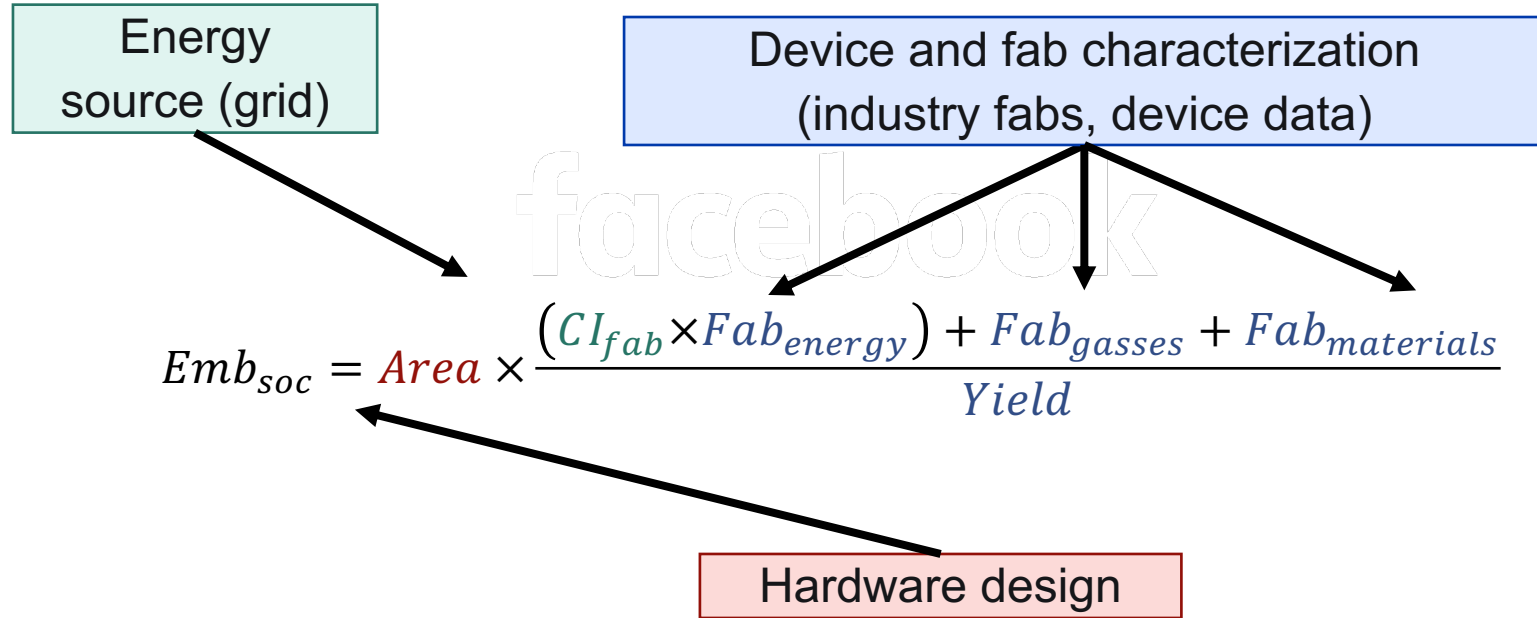 Energy
source (grid)
Device and fab characterization
(industry fabs, device data)
facebook
Emb_soc = Area × ((CI_fab×Fab_energy) + Fab_gasses + Fab_materials) / Yield
Hardware design